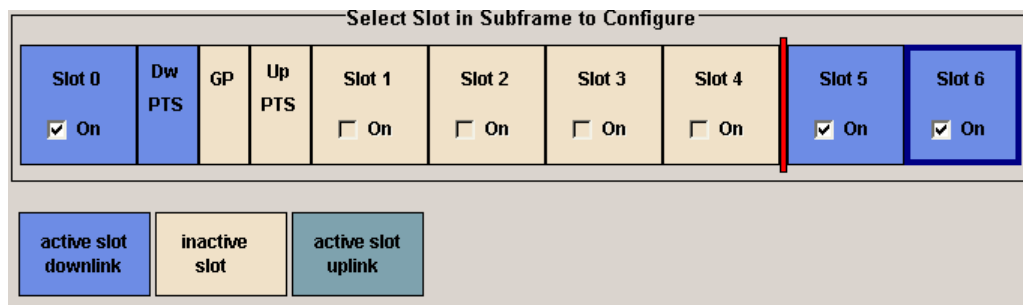 Select Slot in Subframe to Configure
Slot 0
On
Dw
PTS
GP
Up
PTS
Slot 1
On
Slot 2
On
Slot 3
On
Slot 4
On
Slot 5
On
Slot 6
On
active slot
downlink
inactive
slot
active slot
uplink